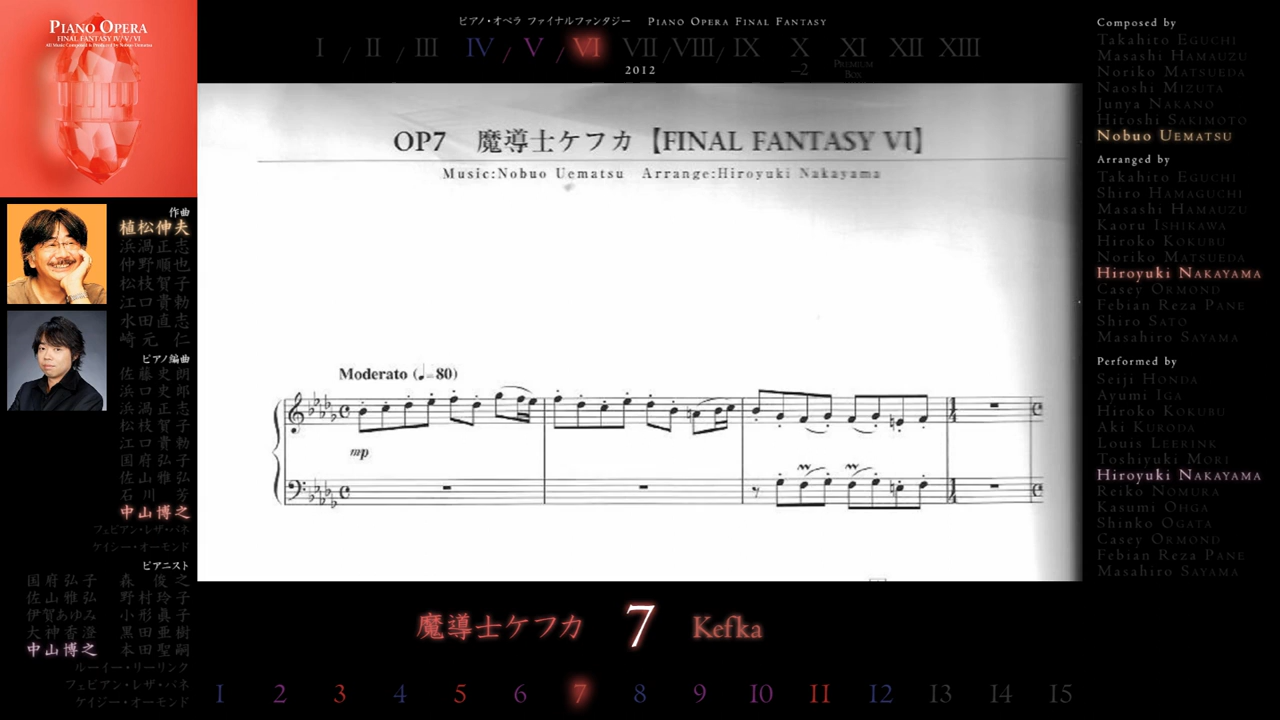 PIANO OPERA
FINAL FANTASY IV/V/VI
All Music Composed & Produced by Nobuo Uematsu
ピアノ・オペラ ファイナルファンタジー PIANO OPERA FINAL FANTASY
I / II / III IV / V / VI VII / VIII / IX X XI XII XIII
2012
–2
PREMIUM
BOX
作曲
植松伸夫
浜渦正志
仲野順也
松枝賀子
江口貴勅
水田直志
崎元 仁
ピアノ編曲
佐藤史朗
浜口史郎
浜渦正志
松枝賀子
江口貴勅
国府弘子
佐山雅弘
石川 芳
中山博之
フェビアン・レザ・パネ
ケイシー・オーモンド
ピアニスト
国府弘子 森 俊之
佐山雅弘 野村玲子
伊賀あゆみ 小形眞子
大神香澄 黒田亜樹
中山博之 本田聖嗣
ルーイー・リーリンク
フェビアン・レザ・パネ
ケイジー・オーモンド
OP7 魔導士ケフカ【FINAL FANTASY VI】
Music:Nobuo Uematsu Arrange:Hiroyuki Nakayama
Moderato (♩=80)
mp
魔導士ケフカ 7 Kefka
1 2 3 4 5 6 7 8 9 10 11 12 13 14 15
Composed by
Takahito EGUCHI
Masashi HAMAUZU
Noriko MATSUEDA
Naoshi MIZUTA
Junya NAKANO
Hitoshi SAKIMOTO
Nobuo UEMATSU
Arranged by
Takahito EGUCHI
Shiro HAMAGUCHI
Masashi HAMAUZU
Kaoru ISHIKAWA
Hiroko KOKUBU
Noriko MATSUEDA
Hiroyuki NAKAYAMA
Casey ORMOND
Febian Reza PANE
Shiro SATO
Masahiro SAYAMA
Performed by
Seiji HONDA
Ayumi IGA
Hiroko KOKUBU
Aki KURODA
Louis LEERINK
Toshiyuki MORI
Hiroyuki NAKAYAMA
Reiko NOMURA
Kasumi OHGA
Shinko OGATA
Casey ORMOND
Febian Reza PANE
Masahiro SAYAMA